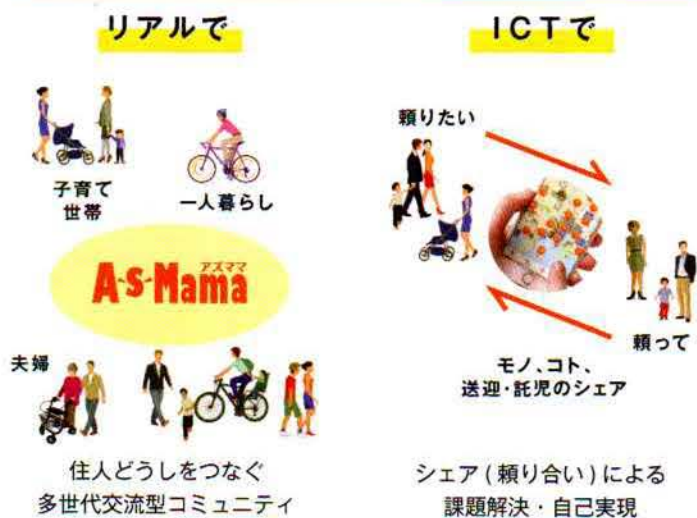 リアルで
子育て
世帯
一人暮らし
アズママ
A-s-Mama
夫婦
住人どうしをつなぐ
多世代交流型コミュニティ
ICTで
頼りたい
頼って
モノ、コト、
送迎・託児のシェア
シェア(頼り合い)による
課題解決・自己実現